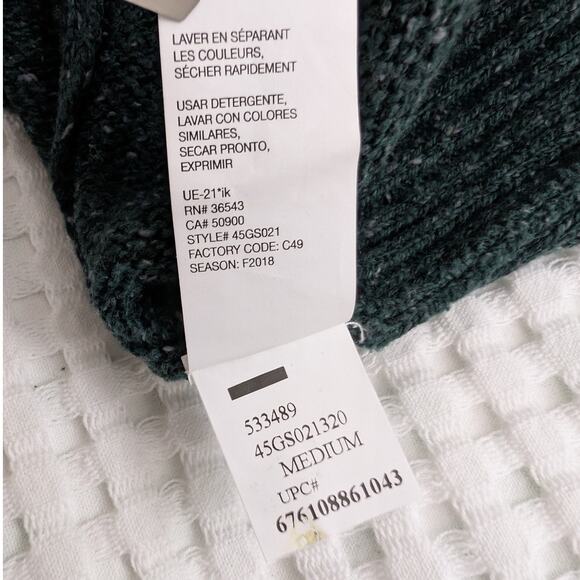 LAVER EN SÉPARANT
LES COULEURS,
SÉCHER RAPIDEMENT
USAR DETERGENTE,
LAVAR CON COLORES
SIMILARES,
SECAR PRONTO,
EXPRIMIR
UE-21*ik
RN# 36543
CA# 50900
STYLE# 45GS021
FACTORY CODE: C49
SEASON: F2018
533489
45GS021320
MEDIUM
UPC#
676108861043